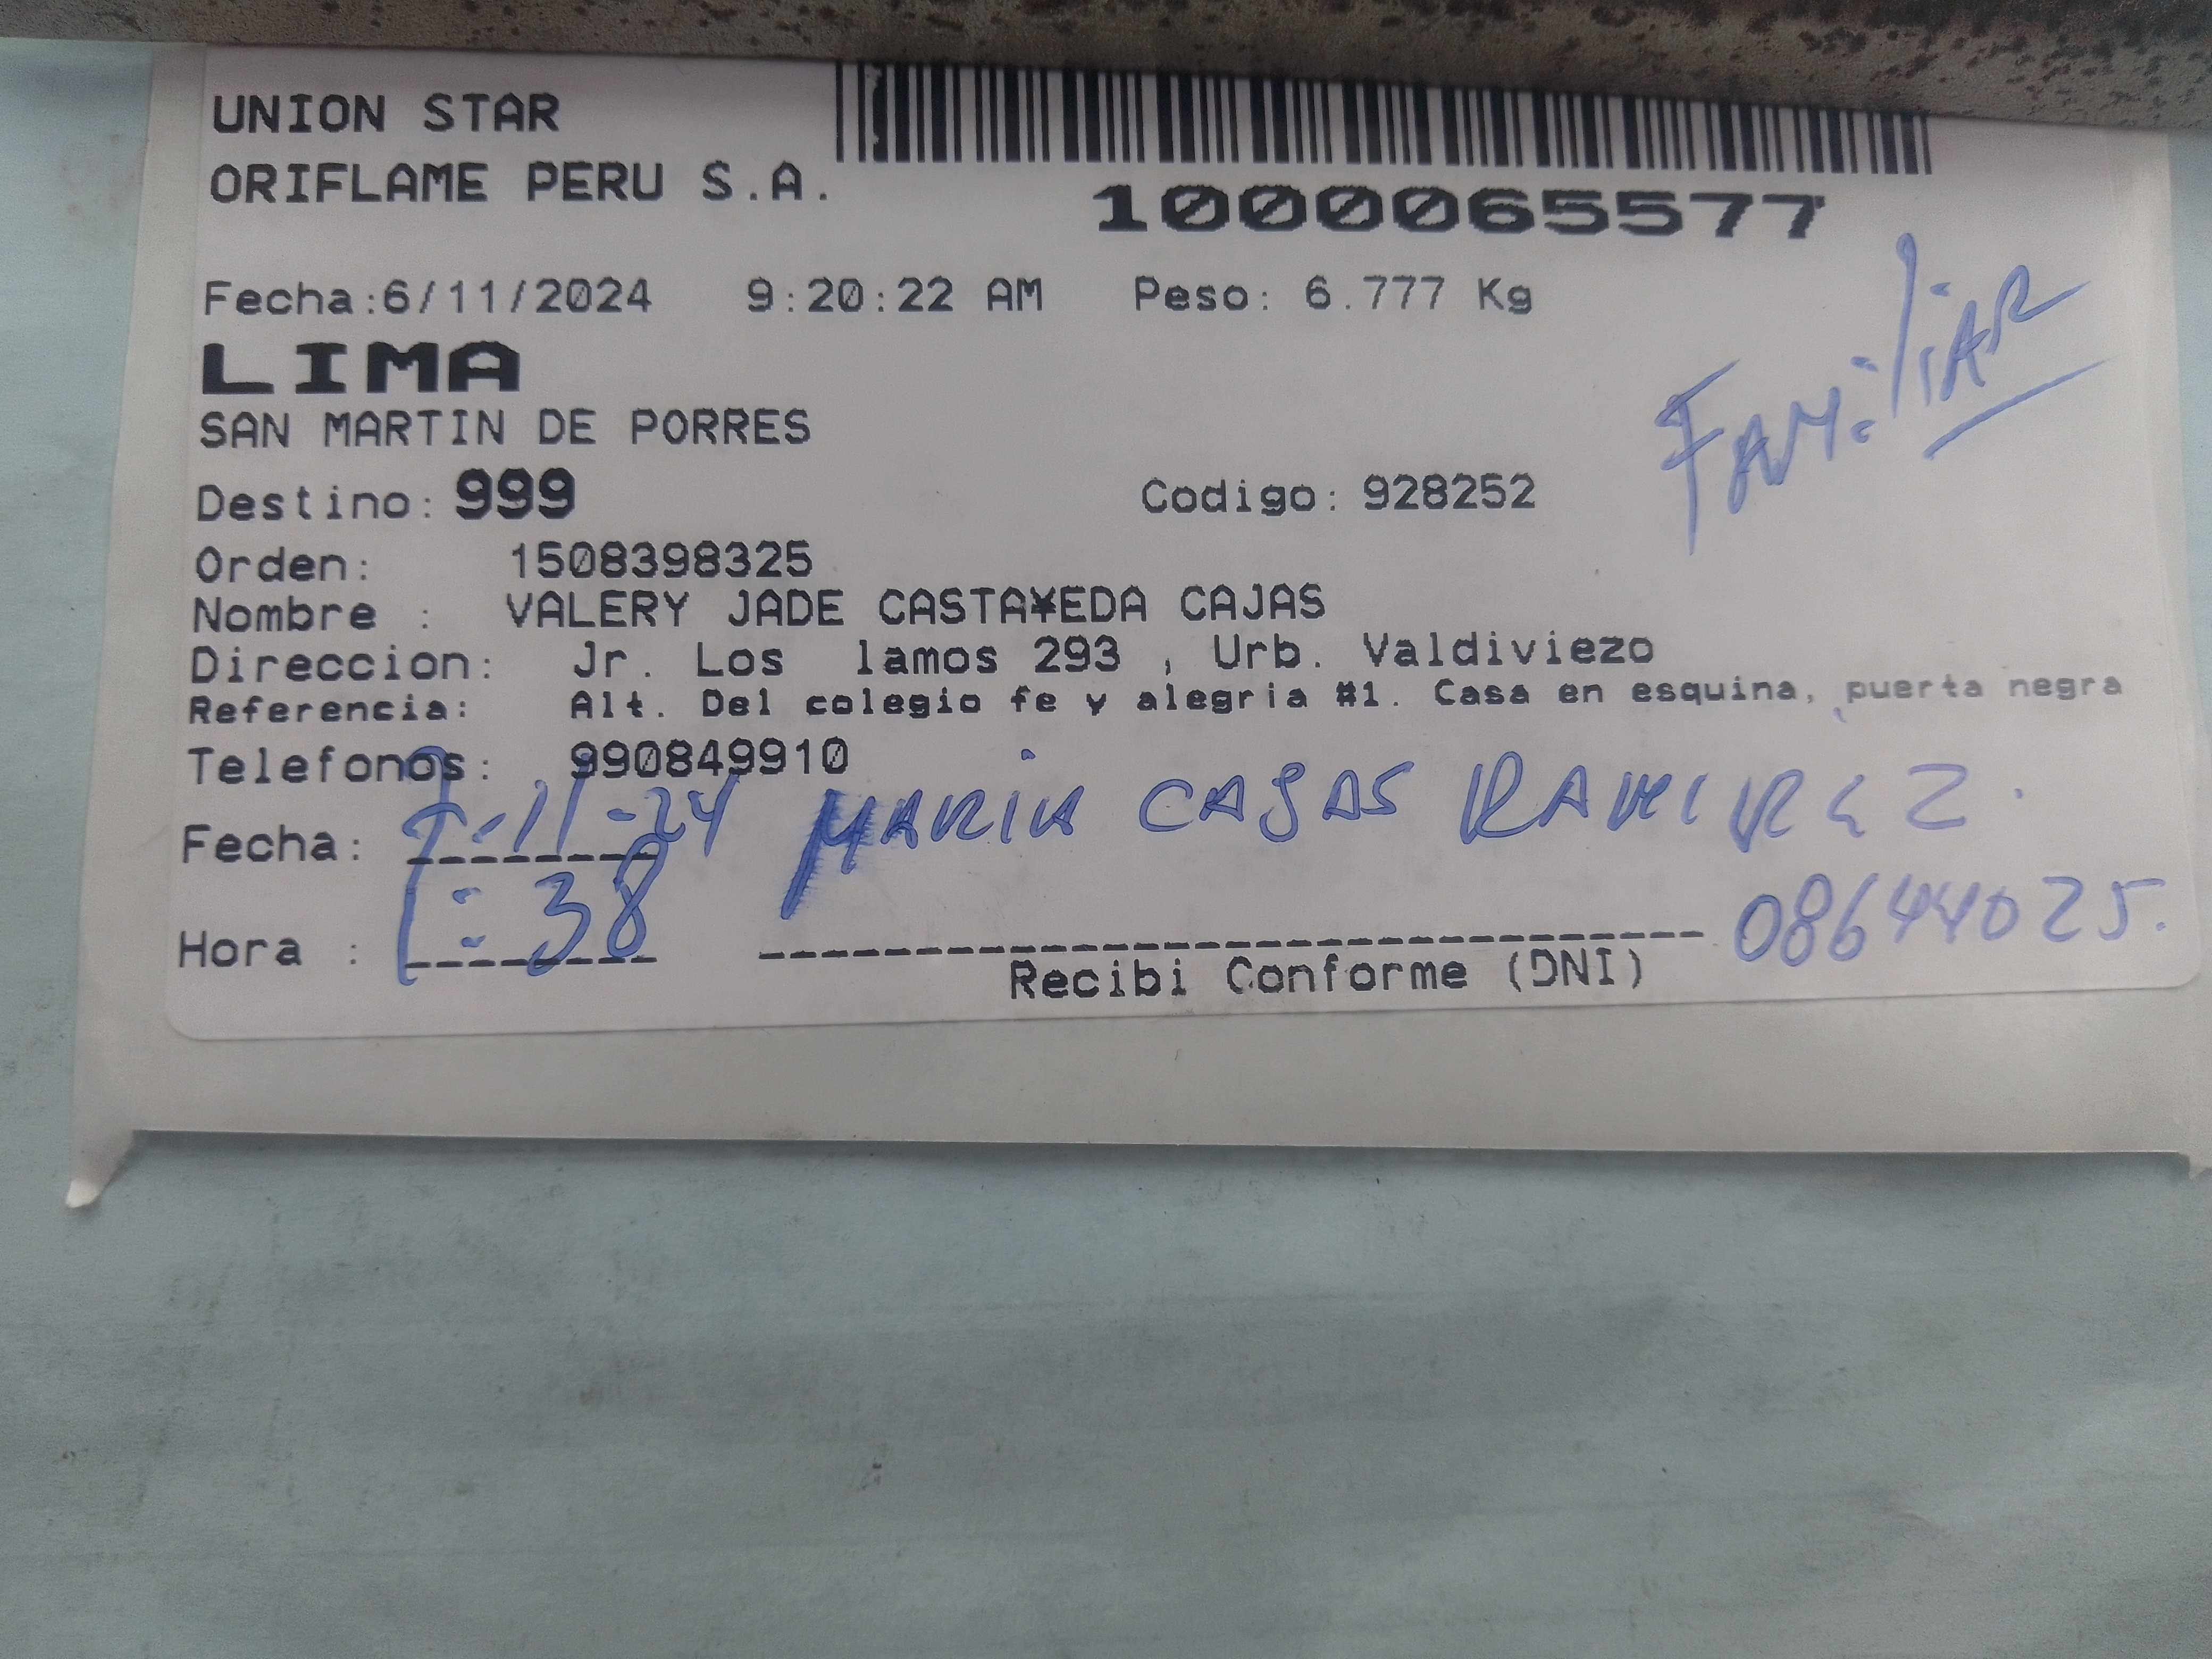 UNION STAR
ORIFLAME PERU S.A.
1000065577
Fecha:6/11/2024 9:20:22 AM Peso: 6.777 Kg
LIMA
SAN MARTIN DE PORRES
FAMiliAR
Destino: 999 Codigo: 928252
Orden: 1508398325
Nombre : VALERY JADE CASTA¥EDA CAJAS
Direccion: Jr. Los lamos 293 , Urb. Valdiviezo
Referencia: Alt. Del colegio fe y alegria #1. Casa en esquina, puerta negra
Telefonos: 990849910
Fecha: 7-11-24 MARIA CAJAS RAMIREZ.
Hora : 1:38 08644025.
Recibi Conforme (DNI)